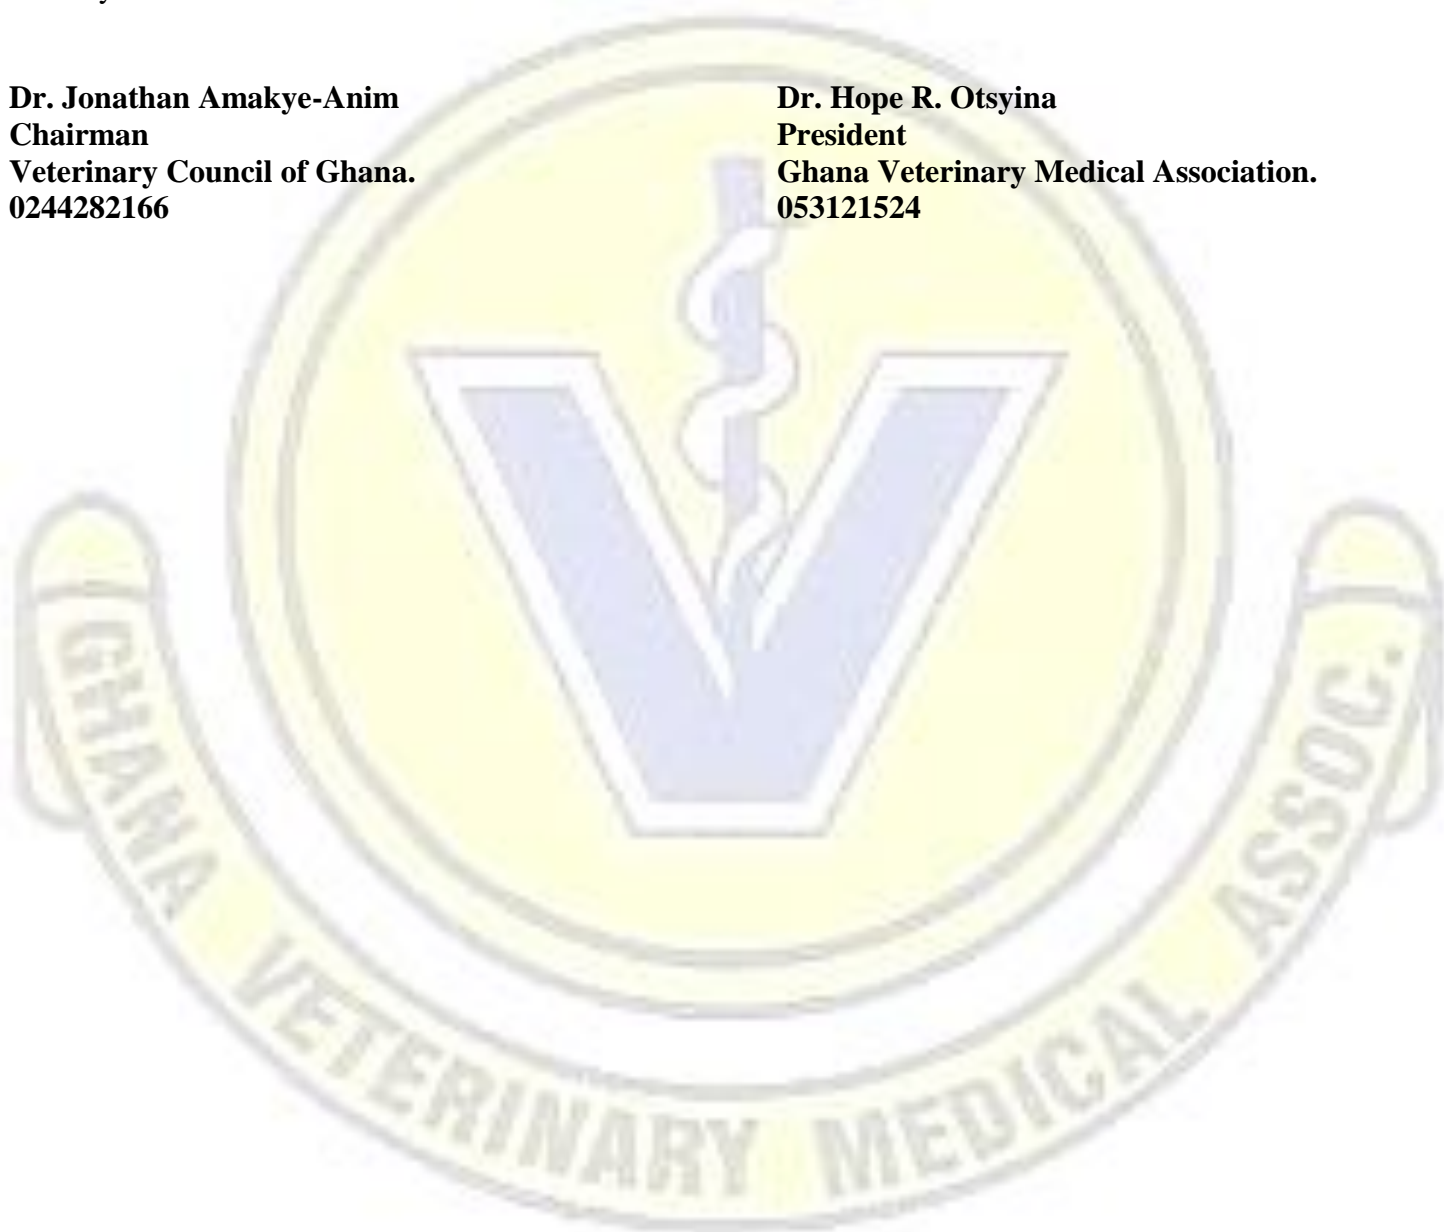 Dr. Jonathan Amakye-Anim
Chairman
Veterinary Council of Ghana.
0244282166
Dr. Hope R. Otsyina
President
Ghana Veterinary Medical Association.
053121524
GHANA VETERINARY MEDICAL ASSOC.